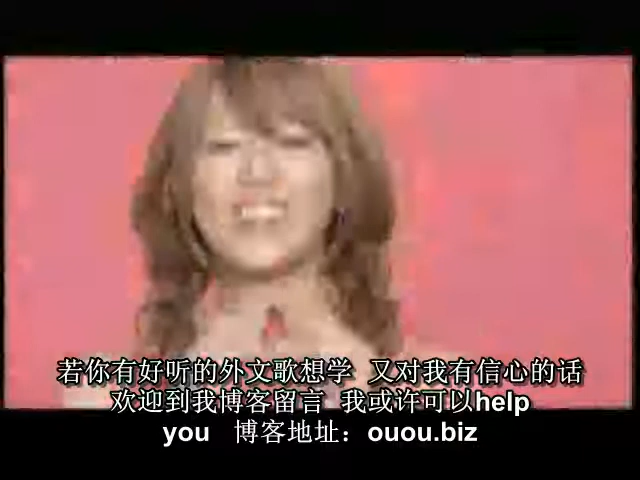 若你有好听的外文歌想学  又对我有信心的话
欢迎到我博客留言  我或许可以help
you   博客地址：ouou.biz